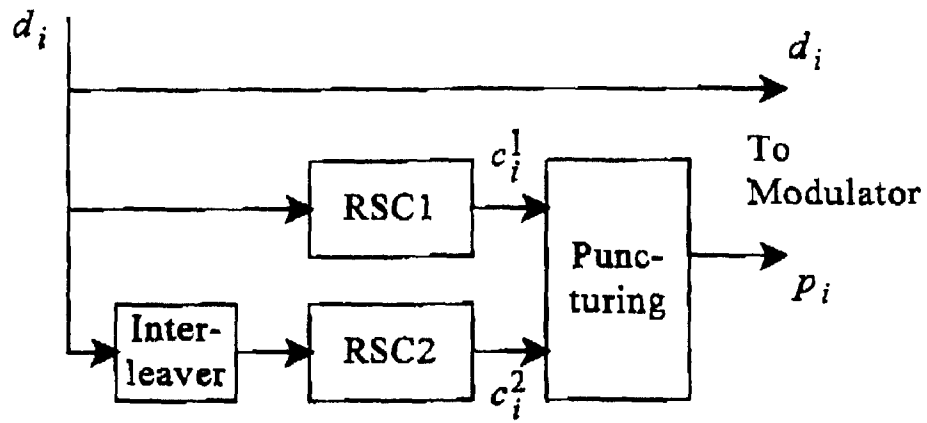 d_i
d_i
To
Modulator
c_i^1
RSC1
Punc-
turing
p_i
Inter-
leaver
RSC2
c_i^2